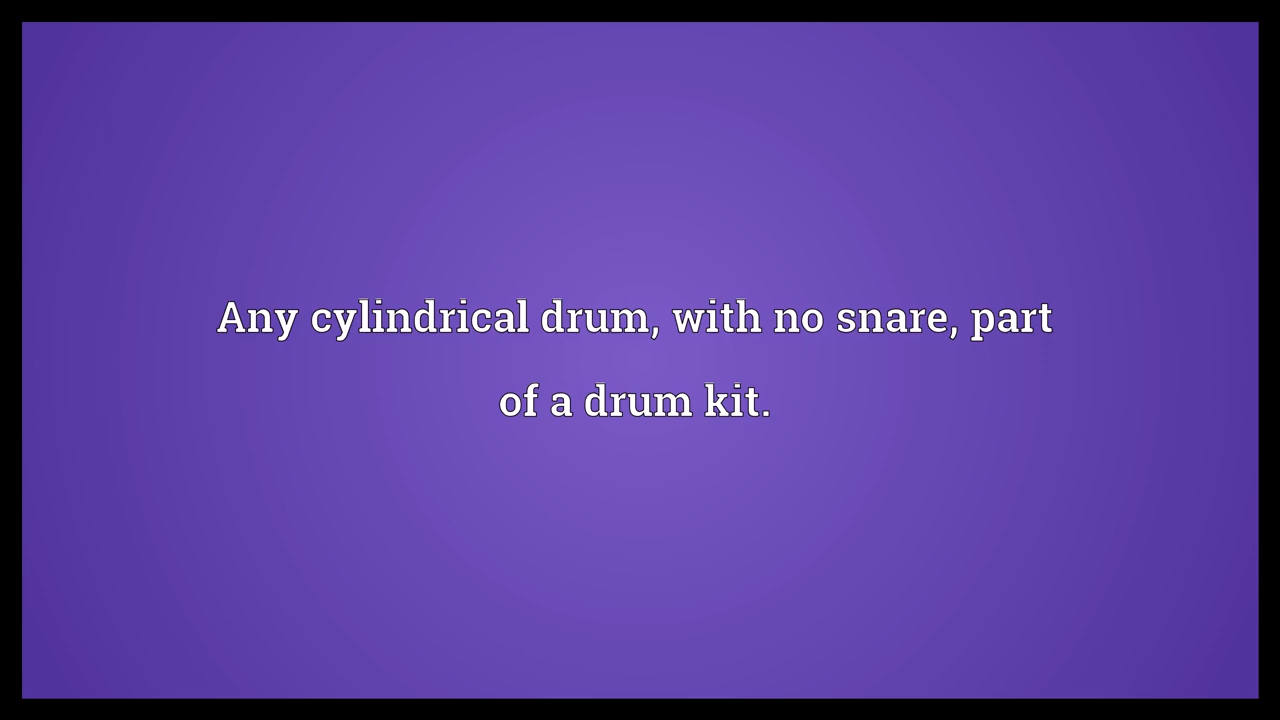 Any cylindrical drum, with no snare, part
of a drum kit.